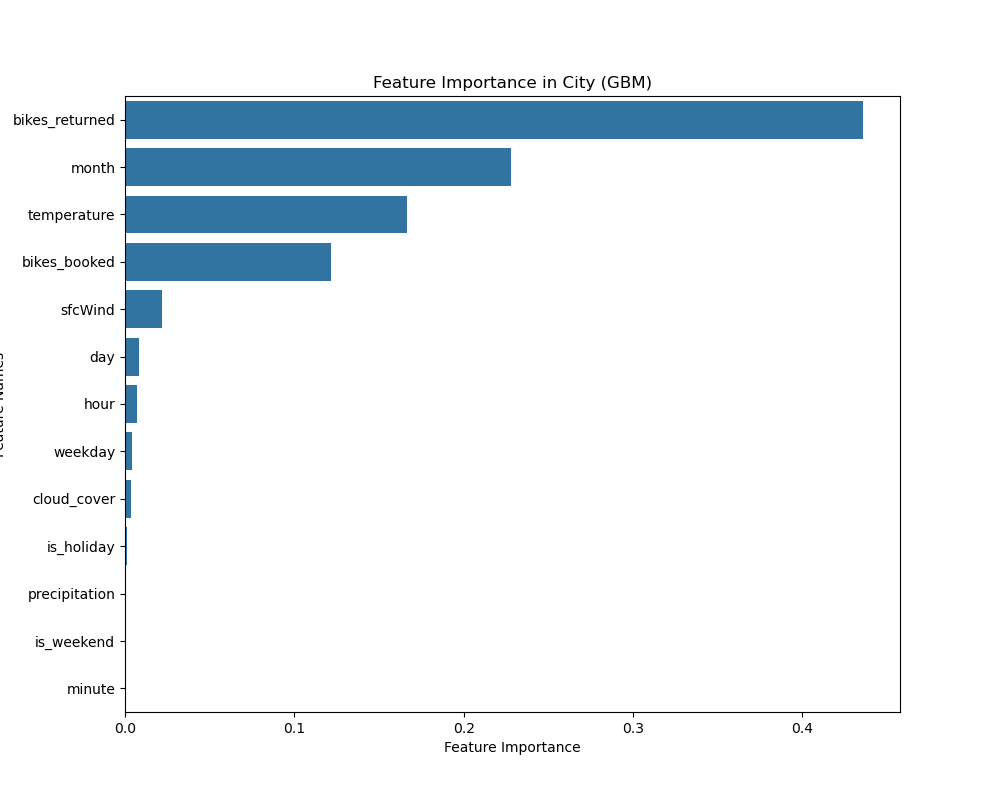 Feature Importance in City (GBM)
bikes_returned
month
temperature
bikes_booked
sfcWind
day
hour
weekday
cloud_cover
is_holiday
precipitation
is_weekend
minute
0.0 0.1 0.2 0.3 0.4
Feature Importance